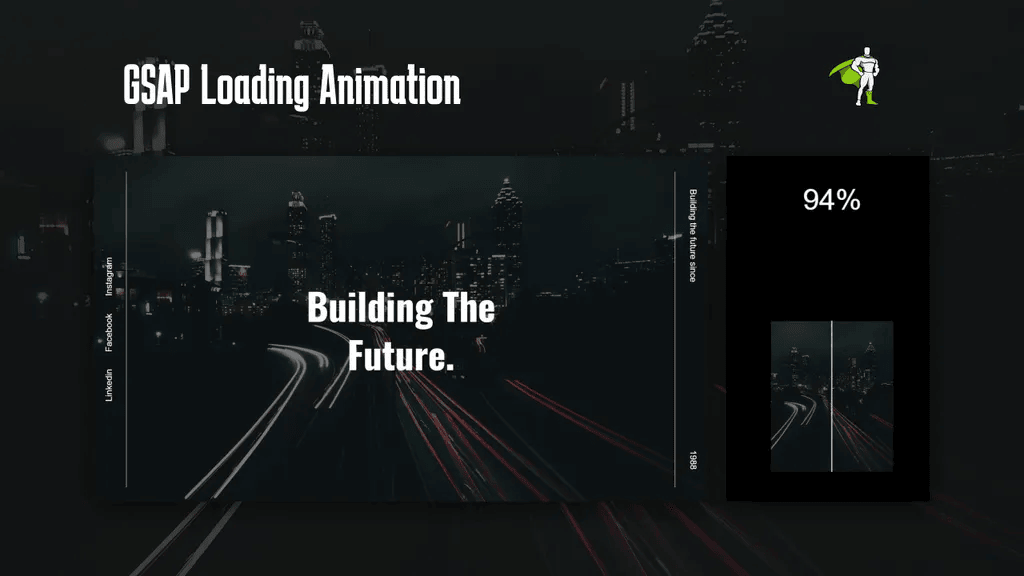 GSAP Loading Animation
Instagram
Facebook
Linkedin
Building The
Future.
Building the future since
1988
94%